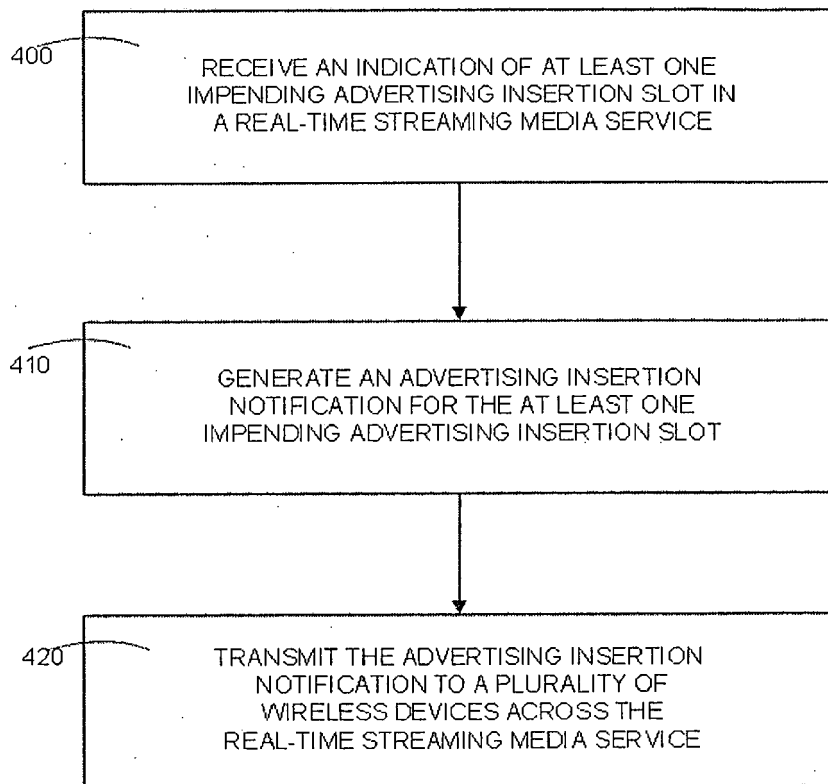 400
RECEIVE AN INDICATION OF AT LEAST ONE
IMPENDING ADVERTISING INSERTION SLOT IN
A REAL-TIME STREAMING MEDIA SERVICE
410
GENERATE AN ADVERTISING INSERTION
NOTIFICATION FOR THE AT LEAST ONE
IMPENDING ADVERTISING INSERTION SLOT
420
TRANSMIT THE ADVERTISING INSERTION
NOTIFICATION TO A PLURALITY OF
WIRELESS DEVICES ACROSS THE
REAL-TIME STREAMING MEDIA SERVICE